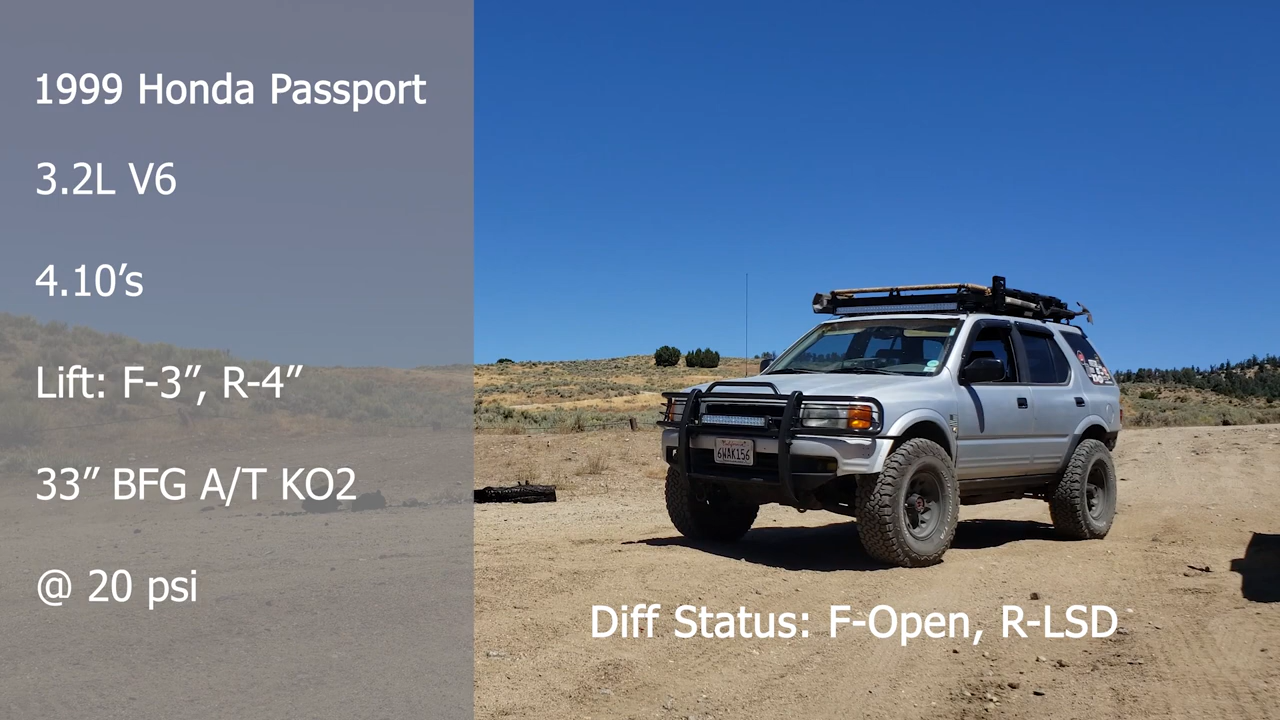 1999 Honda Passport
3.2L V6
4.10’s
Lift: F-3”, R-4”
33” BFG A/T KO2
@ 20 psi
California
6WAK156
Diff Status: F-Open, R-LSD